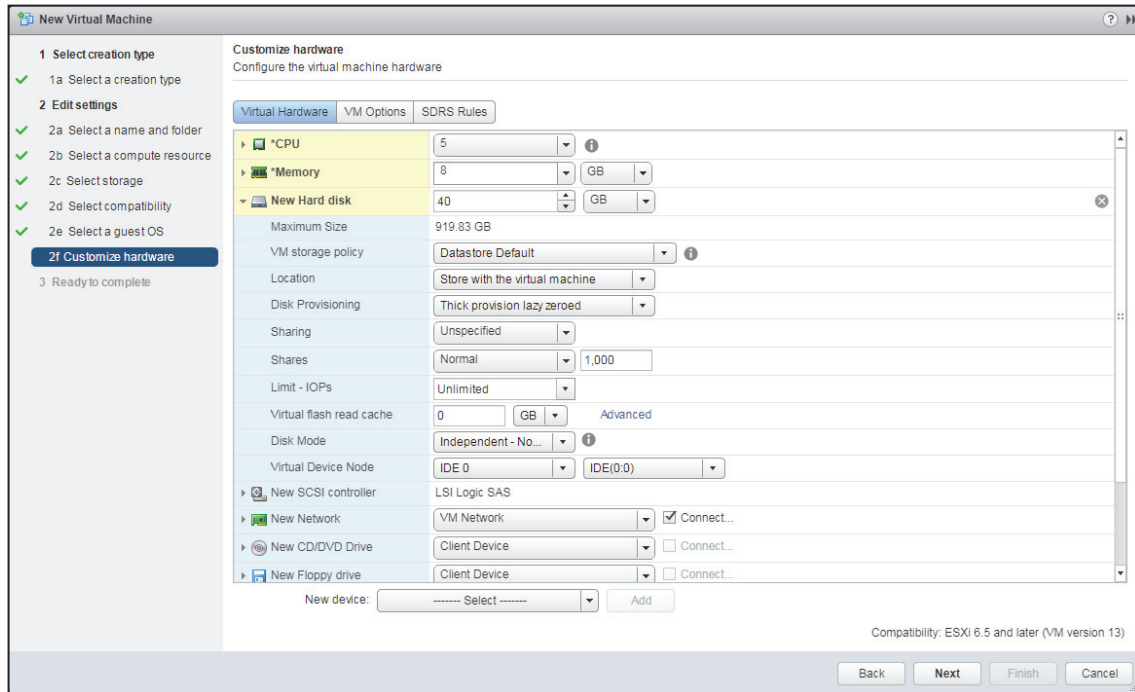 New Virtual Machine
1 Select creation type
1a Select a creation type
2 Edit settings
2a Select a name and folder
2b Select a compute resource
2c Select storage
2d Select compatibility
2e Select a guest OS
2f Customize hardware
3 Ready to complete
Customize hardware
Configure the virtual machine hardware
Virtual Hardware VM Options SDRS Rules
*CPU 5
*Memory 8 GB
New Hard disk 40 GB
Maximum Size 919.83 GB
VM storage policy Datastore Default
Location Store with the virtual machine
Disk Provisioning Thick provision lazy zeroed
Sharing Unspecified
Shares Normal 1,000
Limit - IOPs Unlimited
Virtual flash read cache 0 GB Advanced
Disk Mode Independent - No...
Virtual Device Node IDE 0 IDE(0:0)
New SCSI controller LSI Logic SAS
New Network VM Network Connect...
New CD/DVD Drive Client Device Connect...
New Floppy drive Client Device Connect...
New device: ------- Select ------- Add
Compatibility: ESXi 6.5 and later (VM version 13)
Back Next Finish Cancel